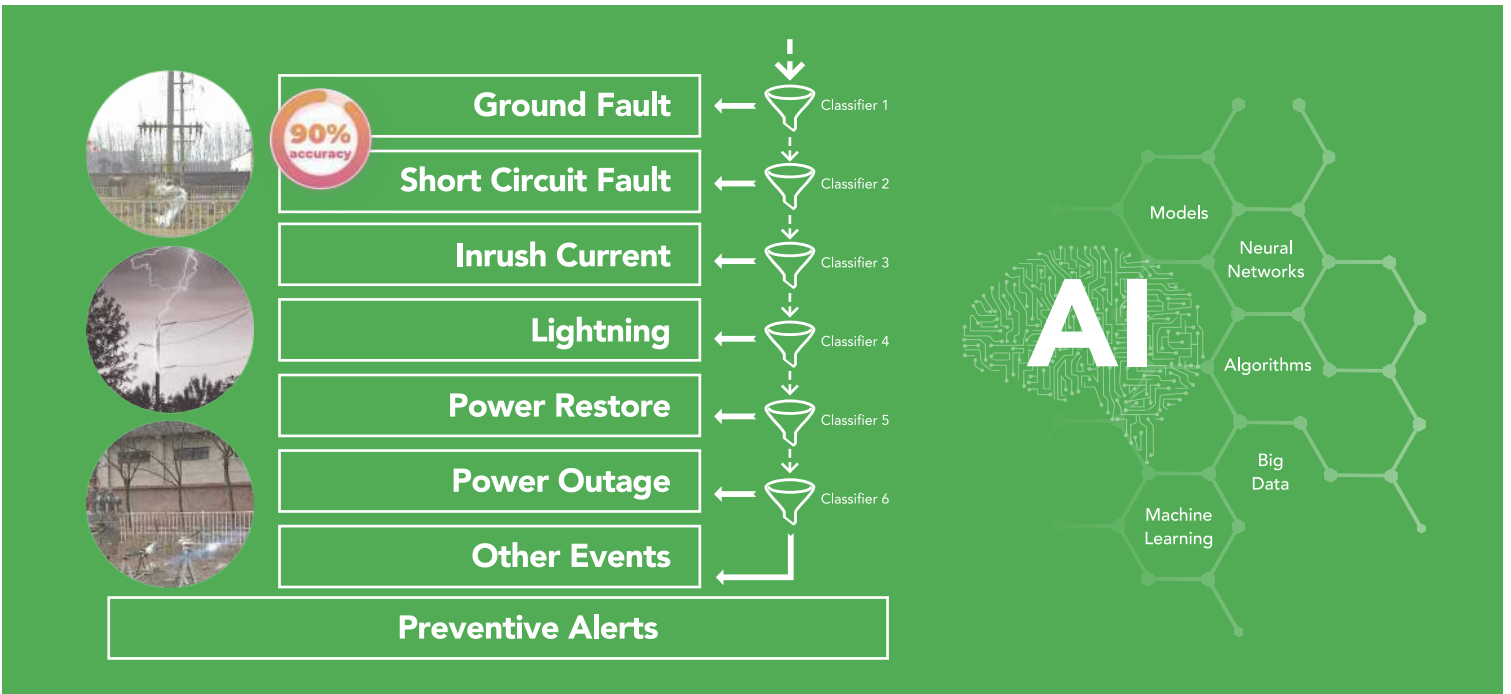 90%
accuracy
Ground Fault
Classifier 1
Short Circuit Fault
Classifier 2
Inrush Current
Classifier 3
Lightning
Classifier 4
Power Restore
Classifier 5
Power Outage
Classifier 6
Other Events
Preventive Alerts
AI
Models
Neural
Networks
Algorithms
Big
Data
Machine
Learning